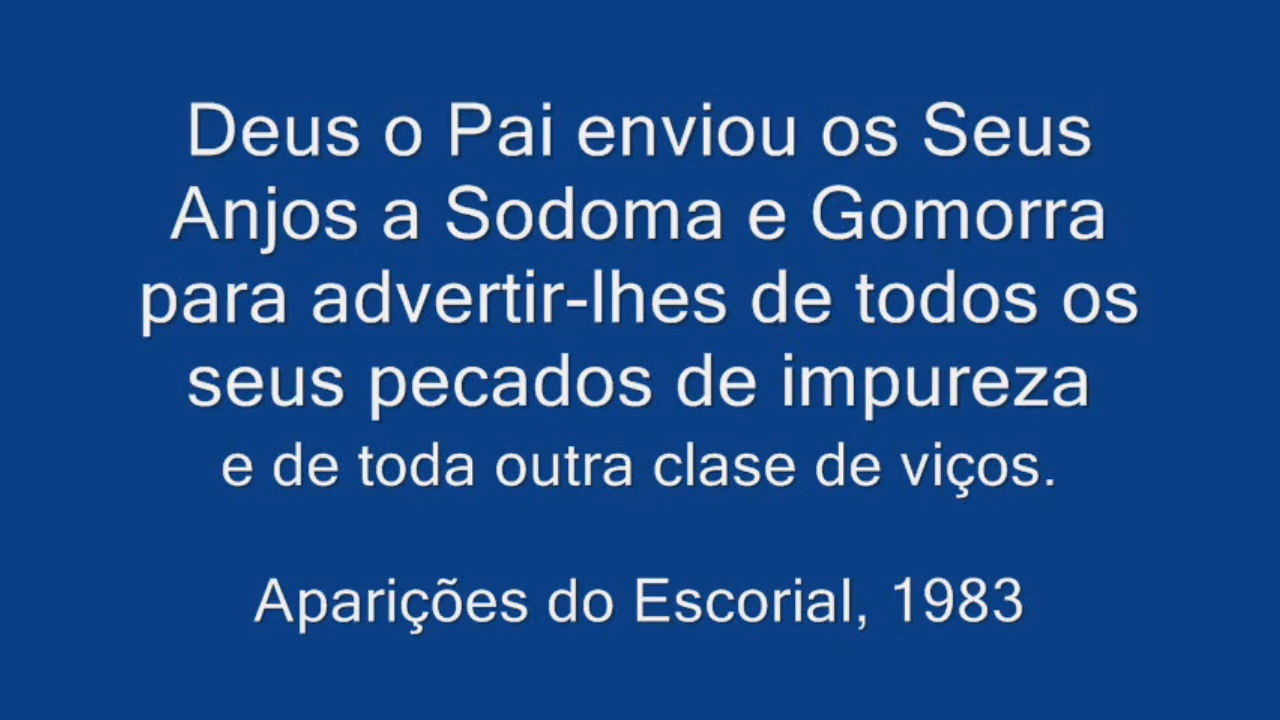 Deus o Pai enviou os Seus
Anjos a Sodoma e Gomorra
para advertir-lhes de todos os
seus pecados de impureza
e de toda outra clase de viços.
Aparições do Escorial, 1983